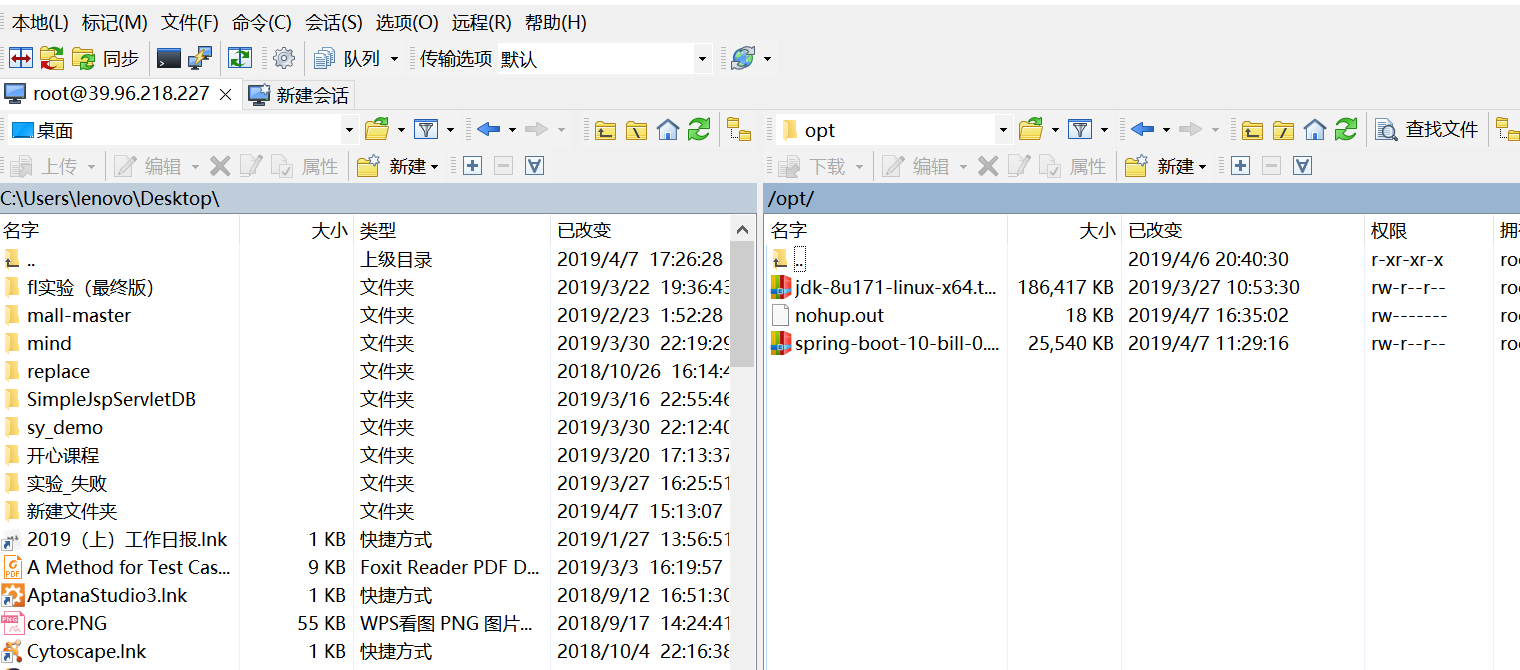 本地(L) 标记(M) 文件(F) 命令(C) 会话(S) 选项(O) 远程(R) 帮助(H)
同步 队列 传输选项 默认
root@39.96.218.227 × 新建会话
桌面 opt 查找文件
上传 编辑 属性 新建 下载 编辑 属性 新建
C:\Users\lenovo\Desktop\ /opt/
名字 大小 类型 已改变 名字 大小 已改变 权限
.. 上级目录 2019/4/7 17:26:28 .. 2019/4/6 20:40:30 r-xr-xr-x
fl实验（最终版） 文件夹 2019/3/22 19:36:43 jdk-8u171-linux-x64.t... 186,417 KB 2019/3/27 10:53:30 rw-r--r--
mall-master 文件夹 2019/2/23 1:52:28 nohup.out 18 KB 2019/4/7 16:35:02 rw-------
mind 文件夹 2019/3/30 22:19:29 spring-boot-10-bill-0.... 25,540 KB 2019/4/7 11:29:16 rw-r--r--
replace 文件夹 2018/10/26 16:14:4
SimpleJspServletDB 文件夹 2019/3/16 22:55:46
sy_demo 文件夹 2019/3/30 22:12:40
开心课程 文件夹 2019/3/20 17:13:37
实验_失败 文件夹 2019/3/27 16:25:51
新建文件夹 文件夹 2019/4/7 15:13:07
2019（上）工作日报.lnk 1 KB 快捷方式 2019/1/27 13:56:51
A Method for Test Cas... 9 KB Foxit Reader PDF D... 2019/3/3 16:19:57
AptanaStudio3.lnk 1 KB 快捷方式 2018/9/12 16:51:30
core.PNG 55 KB WPS看图 PNG 图片... 2018/9/17 14:24:41
Cytoscape.lnk 1 KB 快捷方式 2018/10/4 22:16:38